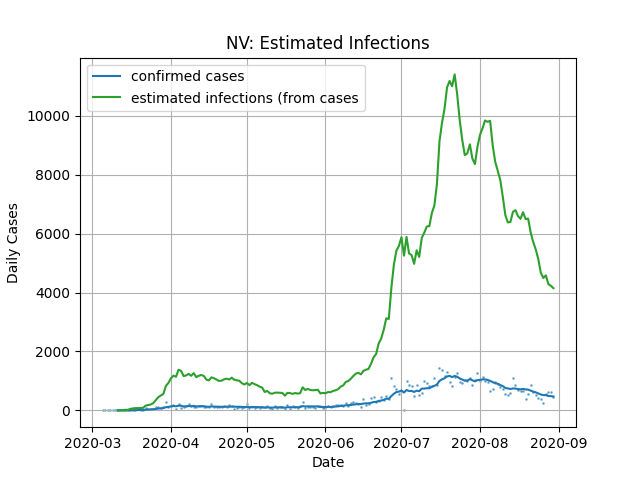 NV: Estimated Infections
confirmed cases
estimated infections (from cases
10000
8000
6000
4000
2000
0
Daily Cases
2020-03 2020-04 2020-05 2020-06 2020-07 2020-08 2020-09
Date